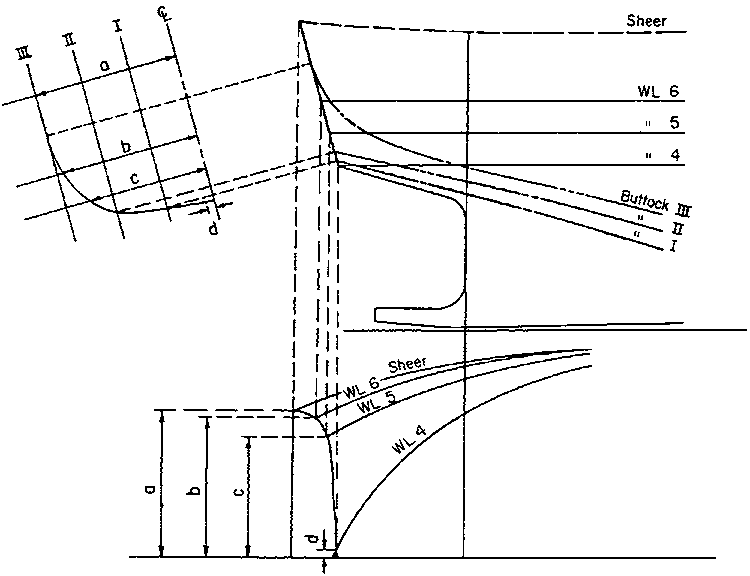 III II I ℄
a
b
c
d
Sheer
WL 6
" 5
" 4
Buttock III
" II
" I
Sheer
WL 6
WL 5
WL 4
a b c d